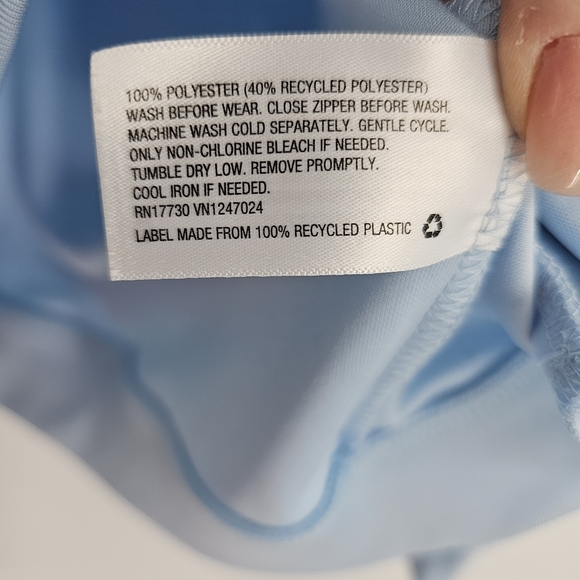 100% POLYESTER (40% RECYCLED POLYESTER)
WASH BEFORE WEAR. CLOSE ZIPPER BEFORE WASH.
MACHINE WASH COLD SEPARATELY. GENTLE CYCLE.
ONLY NON-CHLORINE BLEACH IF NEEDED.
TUMBLE DRY LOW. REMOVE PROMPTLY.
COOL IRON IF NEEDED.
RN17730 VN1247024
LABEL MADE FROM 100% RECYCLED PLASTIC